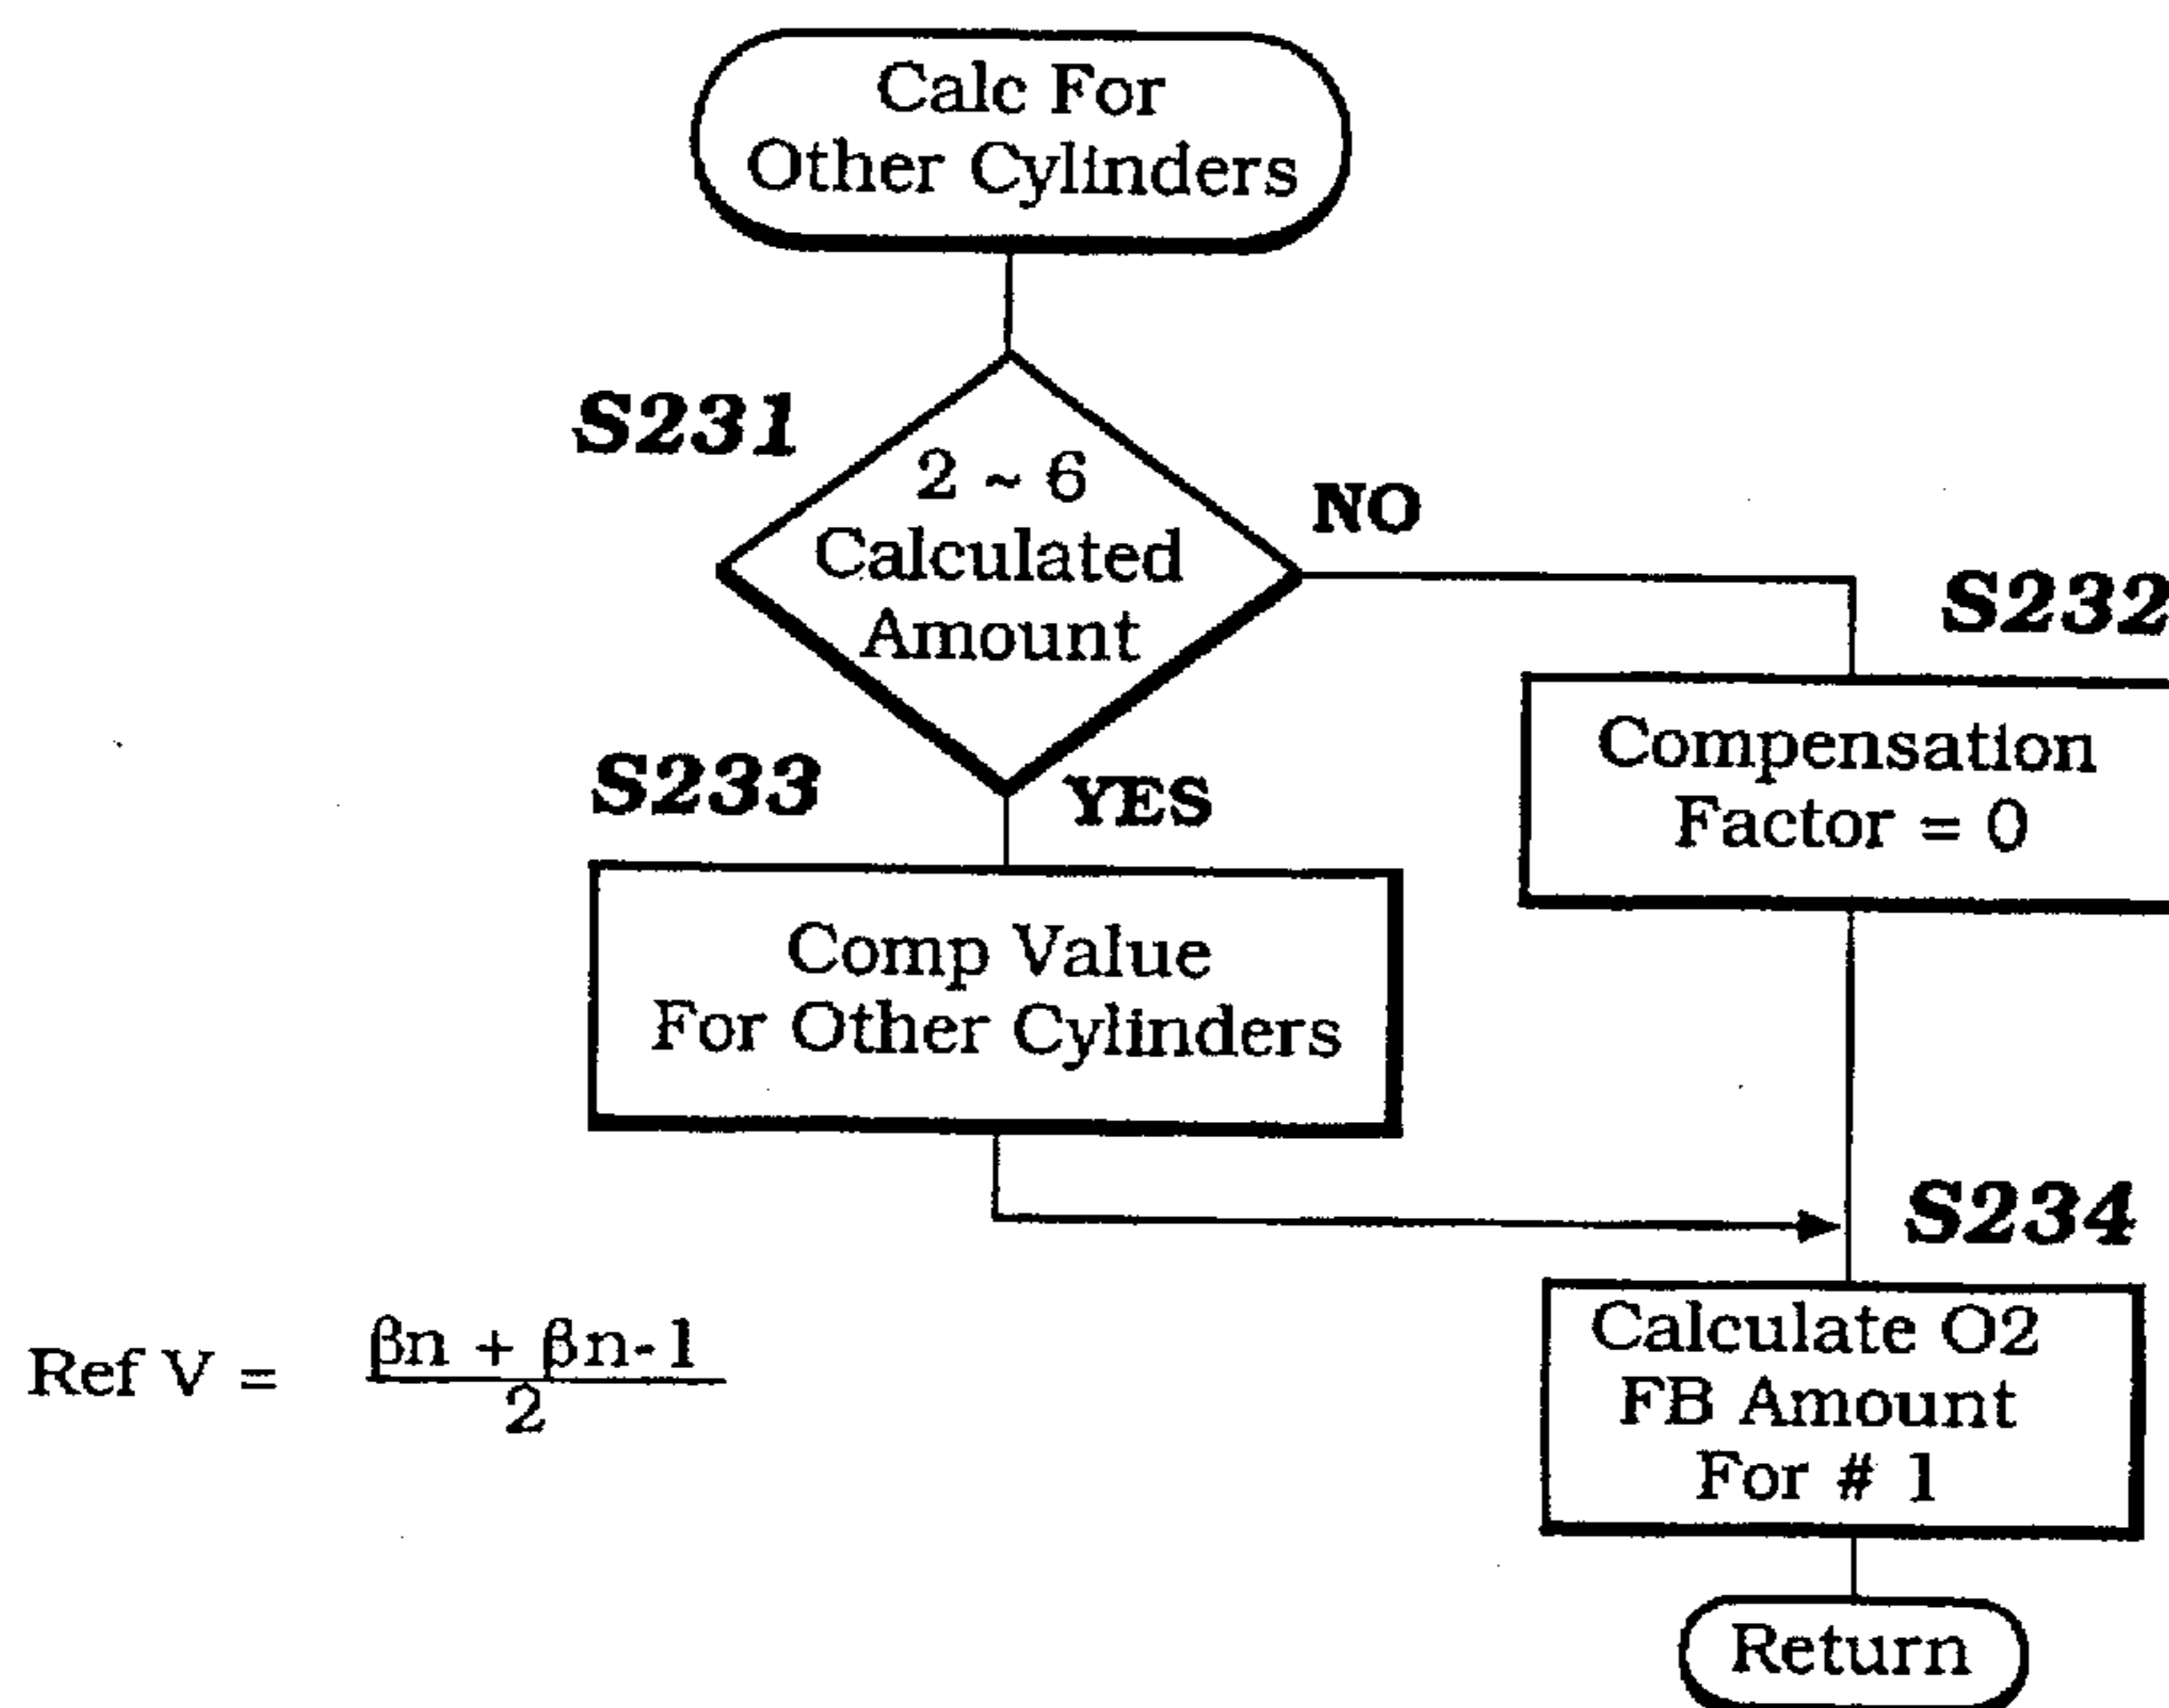 Calc For
Other Cylinders
S231
2 ~ 6
Calculated
Amount
NO
S232
Compensation
Factor = 0
S233
YES
Comp Value
For Other Cylinders
S234
Calculate O2
FB Amount
For # 1
Ref V = βn + βn-1
2
Return